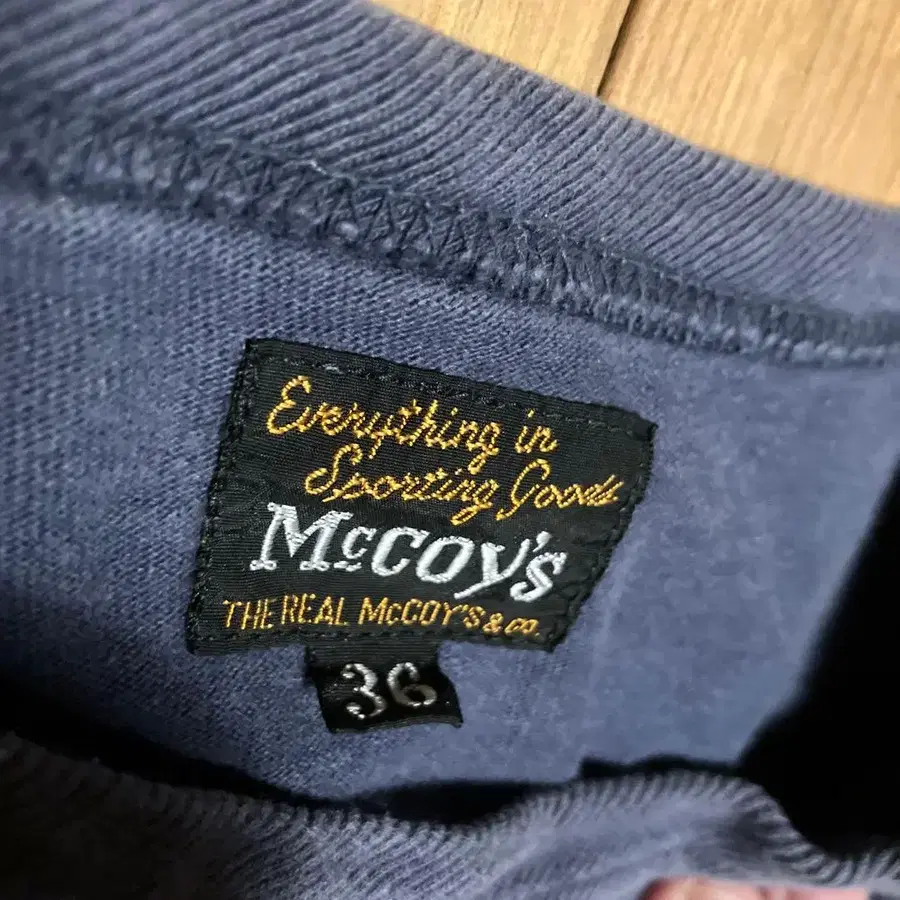 Everything in
Sporting Goods
McCOY's
THE REAL McCOY'S & CO.
36